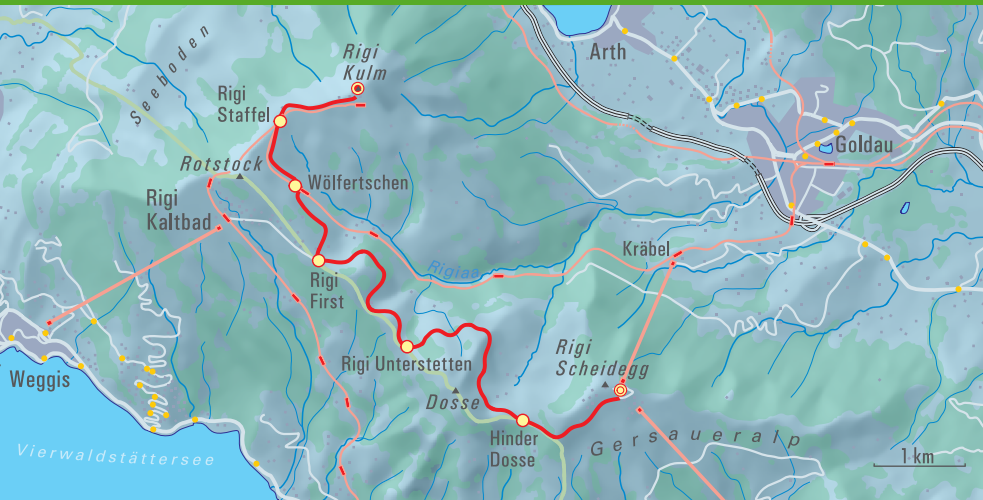 Seeboden
Rigi
Kulm
Arth
Rigi
Staffel
Goldau
Rotstock
Wölfertschen
Rigi
Kaltbad
Kräbel
Rigiaa
Rigi
First
Rigi
Scheidegg
Rigi Unterstetten
Weggis
Dosse
Hinder
Dosse
Gersaueralp
Vierwaldstättersee
1 km